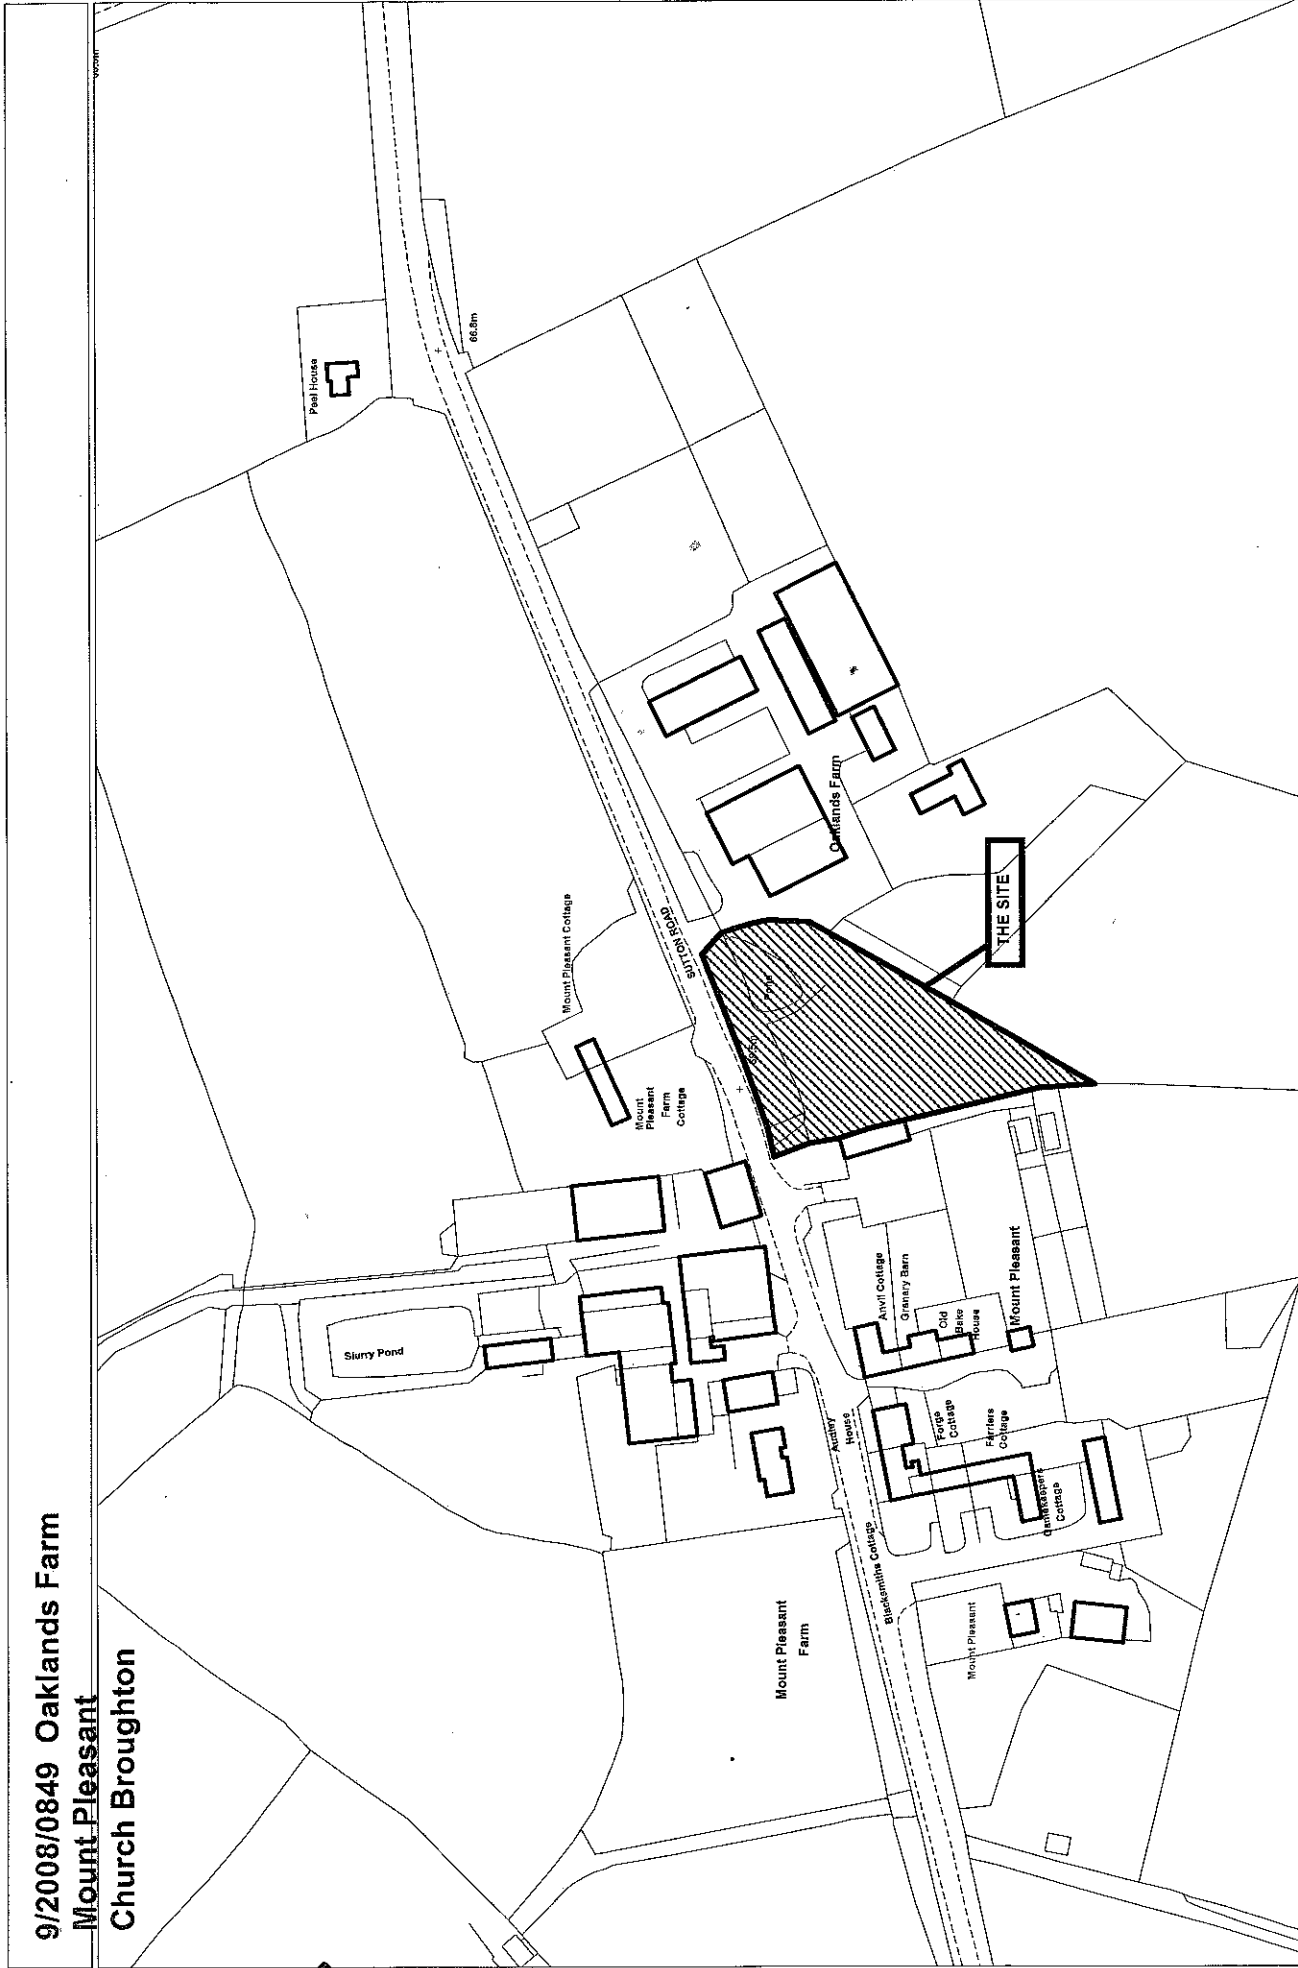 9/2008/0849 Oaklands Farm
Mount Pleasant
Church Broughton
Peel House
66.8m
Mount Pleasant Cottage
SUTTON ROAD
Oaklands Farm
THE SITE
Pond
69.5m
Mount
Pleasant
Farm
Cottage
Slurry Pond
Anvil Cottage
Granary Barn
Old
Bake
House
Mount Pleasant
Audley
House
Forge
Cottage
Farriers
Cottage
Gamekeepers
Cottage
Blacksmiths Cottage
Mount Pleasant
Farm
Mount Pleasant